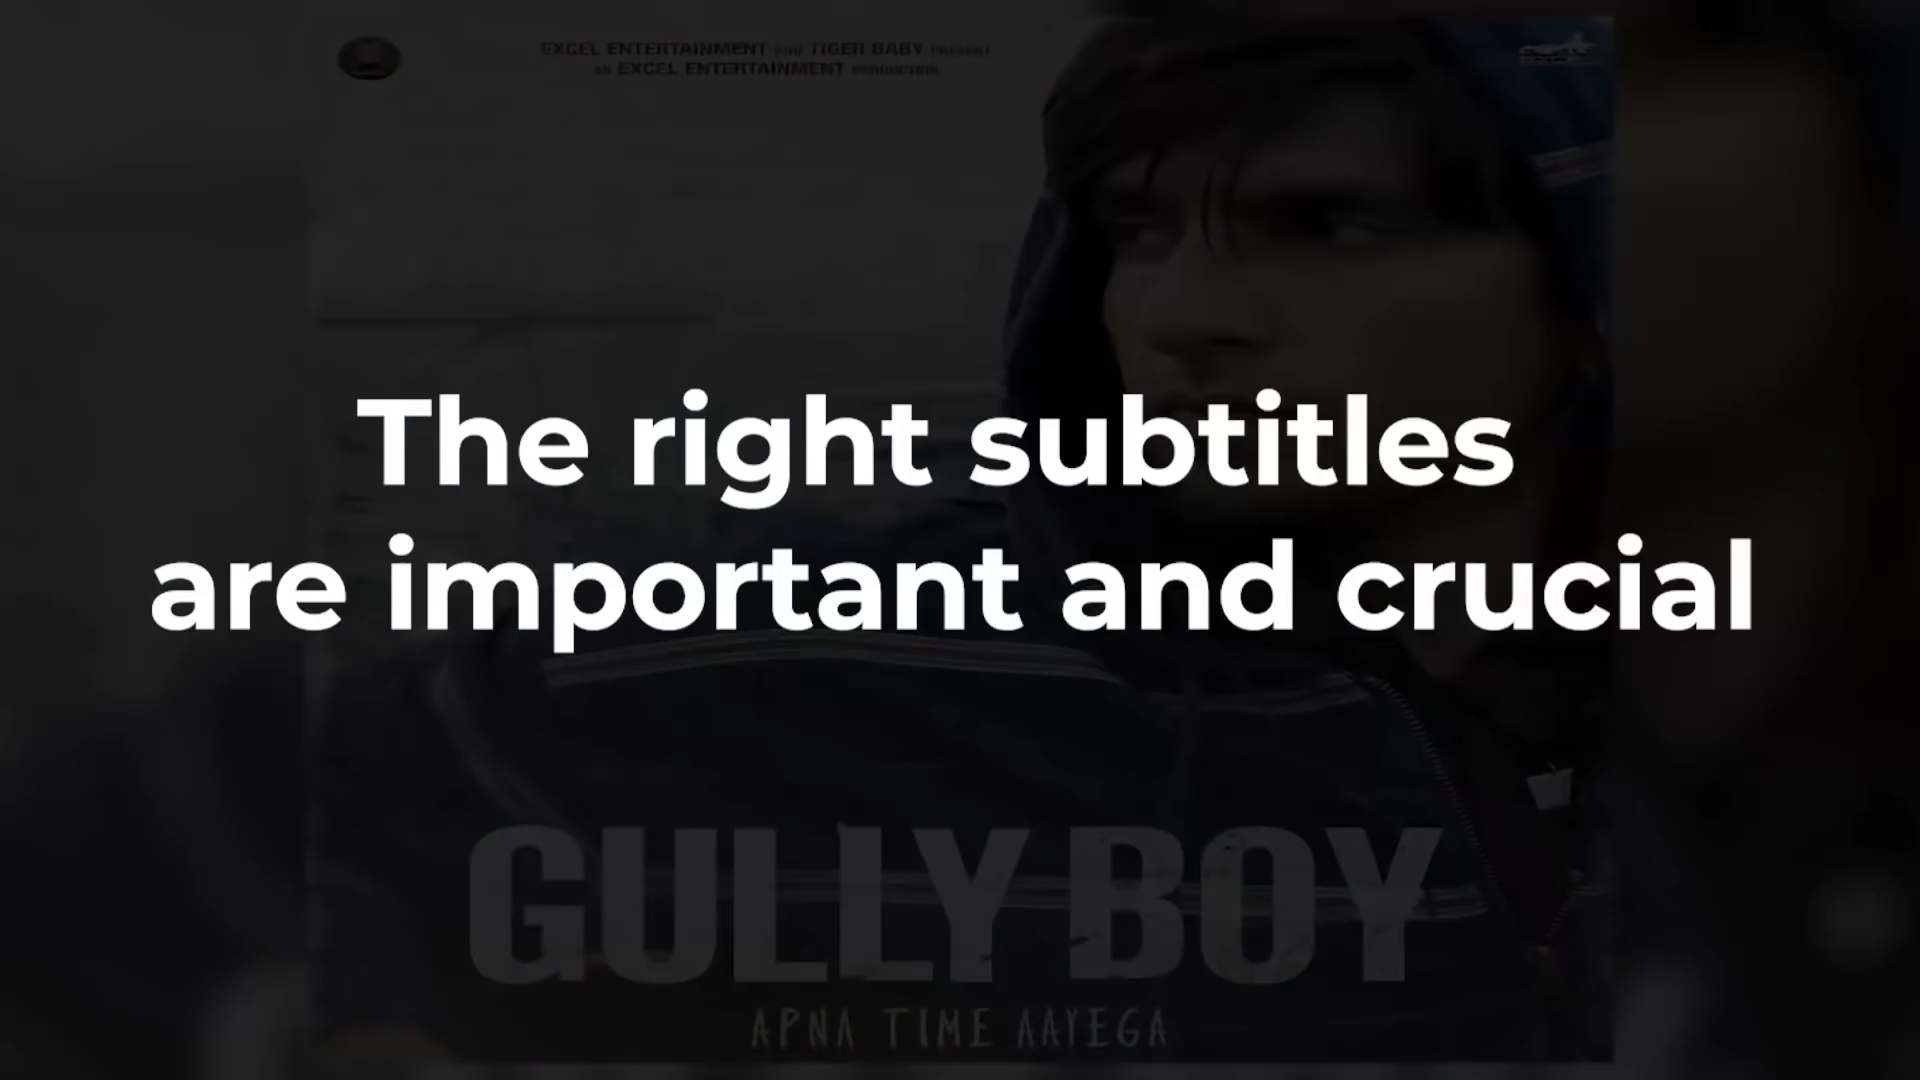 EXCEL ENTERTAINMENT AND TIGER BABY PRESENT
AN EXCEL ENTERTAINMENT PRODUCTION
The right subtitles
are important and crucial
GULLY BOY
APNA TIME AAYEGA